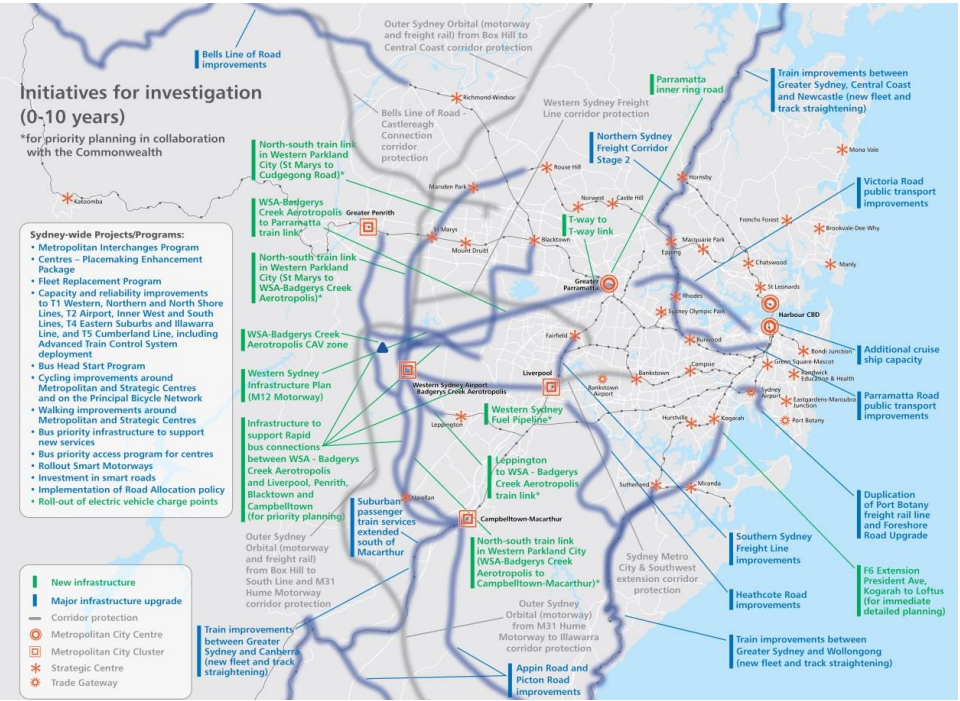 Initiatives for investigation
(0-10 years)
*for priority planning in collaboration
with the Commonwealth
Bells Line of Road
improvements
Outer Sydney Orbital (motorway
and freight rail) from Box Hill to
Central Coast corridor protection
Bells Line of Road -
Castlereagh
Connection
corridor
protection
Western Sydney Freight
Line corridor protection
Parramatta
inner ring road
Northern Sydney
Freight Corridor
Stage 2
Train improvements between
Greater Sydney, Central Coast
and Newcastle (new fleet and
track straightening)
Victoria Road
public transport
improvements
Additional cruise
ship capacity
Parramatta Road
public transport
improvements
Duplication
of Port Botany
freight rail line
and Foreshore
Road Upgrade
F6 Extension
President Ave,
Kogarah to Loftus
(for immediate
detailed planning)
Southern Sydney
Freight Line
improvements
Heathcote Road
improvements
Train improvements between
Greater Sydney and Wollongong
(new fleet and track straightening)
Sydney Metro
City & Southwest
extension corridor
protection
Outer Sydney
Orbital (motorway)
from M31 Hume
Motorway to Illawarra
corridor protection
Appin Road and
Picton Road
improvements
North-south train link
in Western Parkland
City (St Marys to
Cudgegong Road)*
WSA-Badgerys
Creek Aerotropolis
to Parramatta
train link*
North-south train link
in Western Parkland
City (St Marys to
WSA-Badgerys Creek
Aerotropolis)*
WSA-Badgerys Creek
Aerotropolis CAV zone
Western Sydney
Infrastructure Plan
(M12 Motorway)
Infrastructure to
support Rapid
bus connections
between WSA - Badgerys
Creek Aerotropolis
and Liverpool, Penrith,
Blacktown and
Campbelltown
(for priority planning)
Outer Sydney
Orbital (motorway
and freight rail)
from Box Hill to
South Line and M31
Hume Motorway
corridor protection
Suburban
passenger
train services
extended
south of
Macarthur
Train improvements
between Greater
Sydney and Canberra
(new fleet and track
straightening)
T-way to
T-way link
Western Sydney
Fuel Pipeline*
Leppington
to WSA - Badgerys
Creek Aerotropolis
train link*
North-south train link
in Western Parkland City
(WSA-Badgerys Creek
Aerotropolis to
Campbelltown-Macarthur)*
Sydney-wide Projects/Programs:
• Metropolitan Interchanges Program
• Centres – Placemaking Enhancement
Package
• Fleet Replacement Program
• Capacity and reliability improvements
to T1 Western, Northern and North Shore
Lines, T2 Airport, Inner West and South
Lines, T4 Eastern Suburbs and Illawarra
Line, and T5 Cumberland Line, including
Advanced Train Control System
deployment
• Bus Head Start Program
• Cycling improvements around
Metropolitan and Strategic Centres
and on the Principal Bicycle Network
• Walking improvements around
Metropolitan and Strategic Centres
• Bus priority infrastructure to support
new services
• Bus priority access program for centres
• Rollout Smart Motorways
• Investment in smart roads
• Implementation of Road Allocation policy
• Roll-out of electric vehicle charge points
New infrastructure
Major infrastructure upgrade
Corridor protection
Metropolitan City Centre
Metropolitan City Cluster
Strategic Centre
Trade Gateway
Katoomba
Richmond-Windsor
Marsden Park
Rouse Hill
Greater Penrith
St Marys
Mount Druitt
Blacktown
Norwest
Castle Hill
Hornsby
Mona Vale
Frenchs Forest
Brookvale-Dee Why
Manly
Macquarie Park
Epping
Chatswood
St Leonards
Harbour CBD
Greater
Parramatta
Rhodes
Sydney Olympic Park
Fairfield
Burwood
Bondi Junction
Green Square-Mascot
Randwick
Education & Health
Campsie
Bankstown
Bankstown
Airport
Sydney
Airport
Eastgardens-Maroubra
Junction
Port Botany
Hurstville
Kogarah
Liverpool
Western Sydney Airport
Badgerys Creek Aerotropolis
Leppington
Narellan
Campbelltown-Macarthur
Sutherland
Miranda